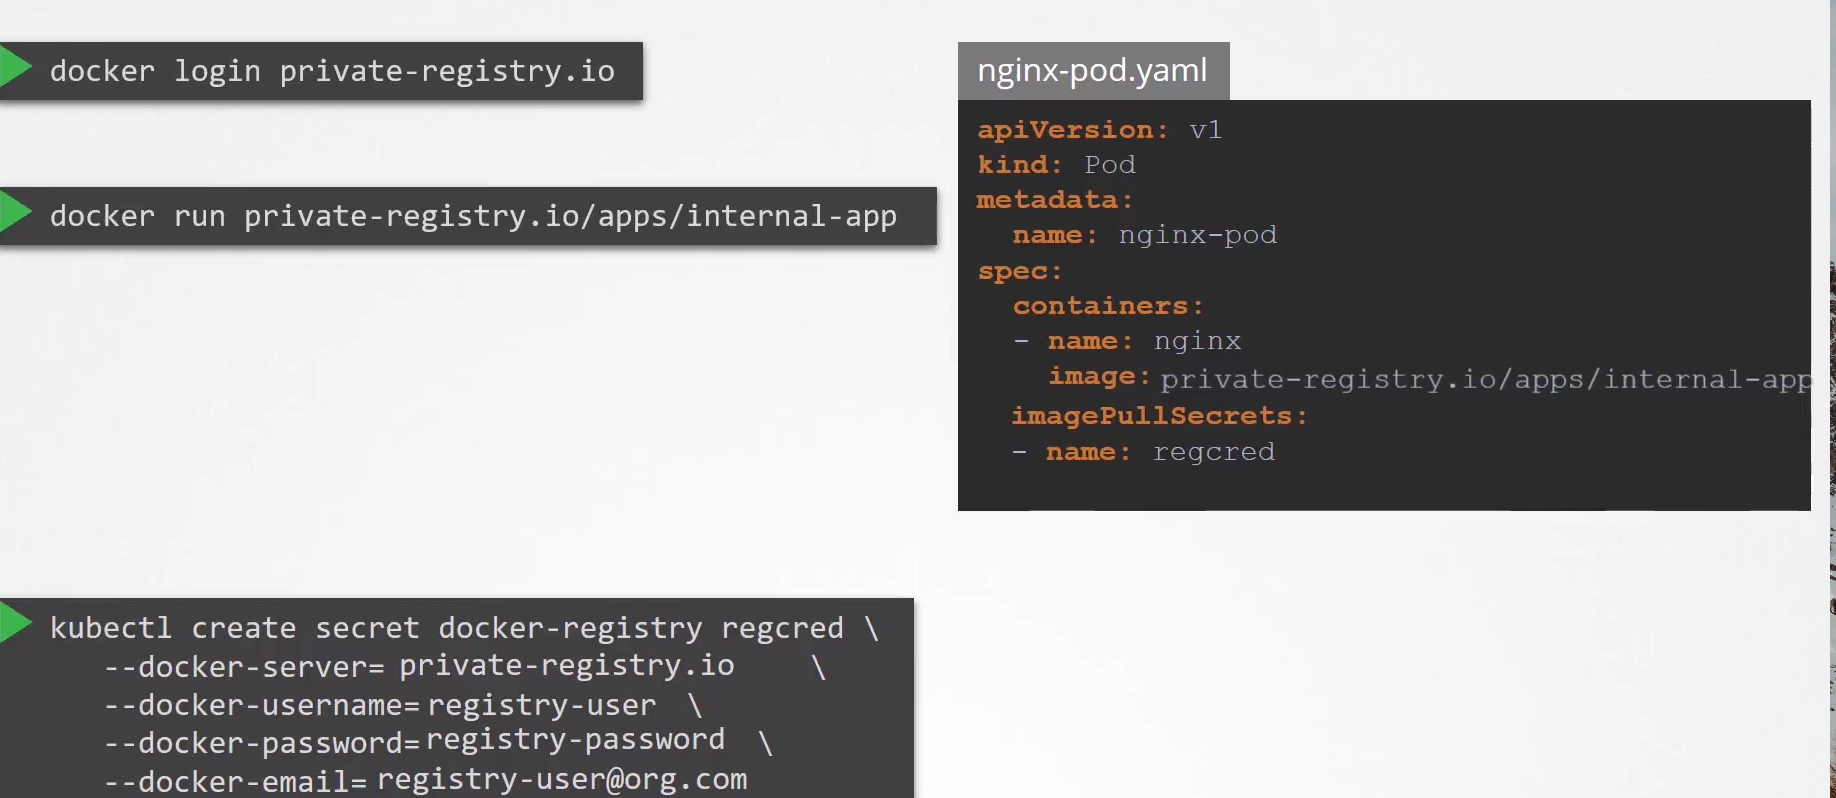 docker login private-registry.io
docker run private-registry.io/apps/internal-app
kubectl create secret docker-registry regcred \
--docker-server= private-registry.io \
--docker-username= registry-user \
--docker-password= registry-password \
--docker-email= registry-user@org.com
nginx-pod.yaml
apiVersion: v1
kind: Pod
metadata:
  name: nginx-pod
spec:
  containers:
  - name: nginx
    image: private-registry.io/apps/internal-app
  imagePullSecrets:
  - name: regcred